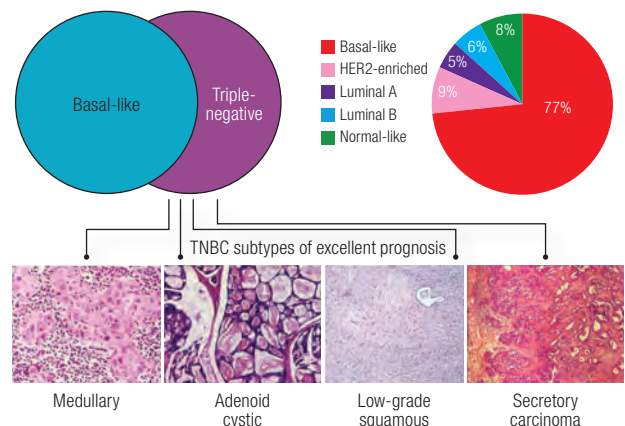 Basal-like
Triple-
negative
Basal-like
HER2-enriched
Luminal A
Luminal B
Normal-like
8%
6%
5%
9%
77%
TNBC subtypes of excellent prognosis
Medullary
Adenoid
cystic
Low-grade
squamous
Secretory
carcinoma